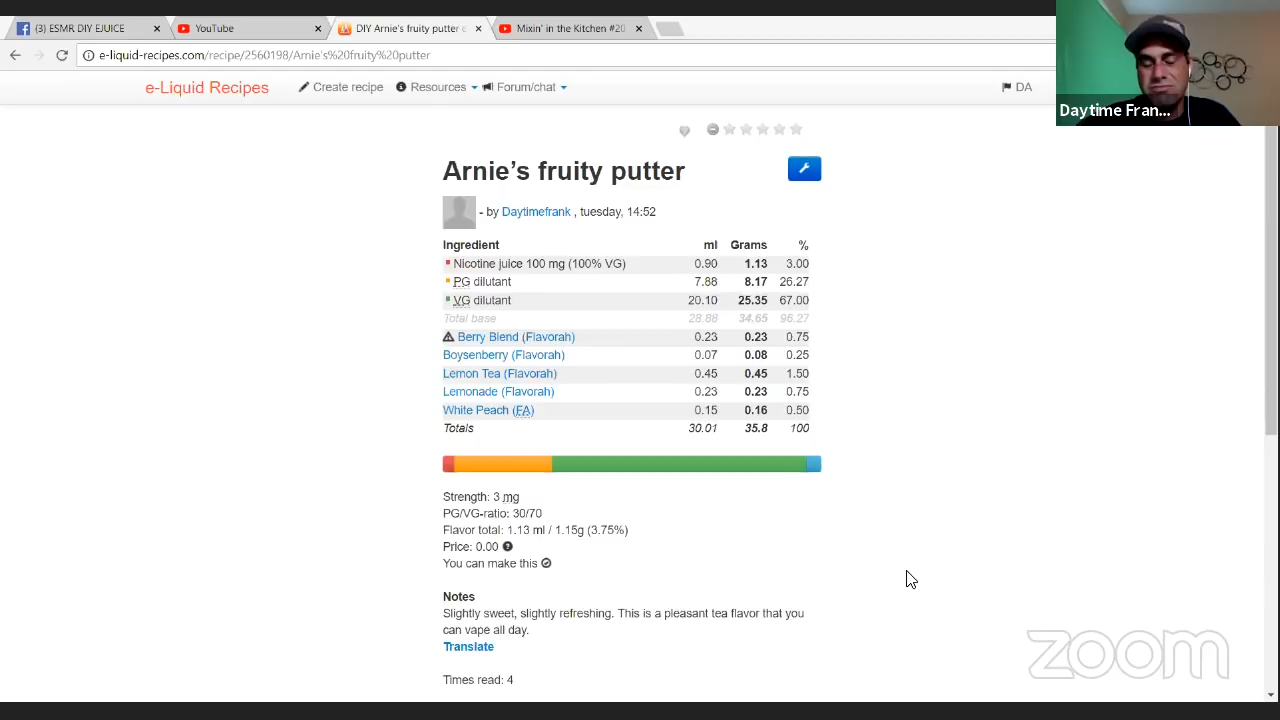 (3) ESMR DIY EJUICE
YouTube
DIY Arnie's fruity putter e
Mixin' in the Kitchen #20
e-liquid-recipes.com/recipe/2560198/Arnie's%20fruity%20putter
e-Liquid Recipes
Create recipe
Resources
Forum/chat
DA
Daytime Fran...
Arnie's fruity putter
- by Daytimefrank , tuesday, 14:52
Ingredient ml Grams %
Nicotine juice 100 mg (100% VG) 0.90 1.13 3.00
PG dilutant 7.88 8.17 26.27
VG dilutant 20.10 25.35 67.00
Total base 28.88 34.65 96.27
Berry Blend (Flavorah) 0.23 0.23 0.75
Boysenberry (Flavorah) 0.07 0.08 0.25
Lemon Tea (Flavorah) 0.45 0.45 1.50
Lemonade (Flavorah) 0.23 0.23 0.75
White Peach (FA) 0.15 0.16 0.50
Totals 30.01 35.8 100
Strength: 3 mg
PG/VG-ratio: 30/70
Flavor total: 1.13 ml / 1.15g (3.75%)
Price: 0.00
You can make this
Notes
Slightly sweet, slightly refreshing. This is a pleasant tea flavor that you
can vape all day.
Translate
Times read: 4
zoom